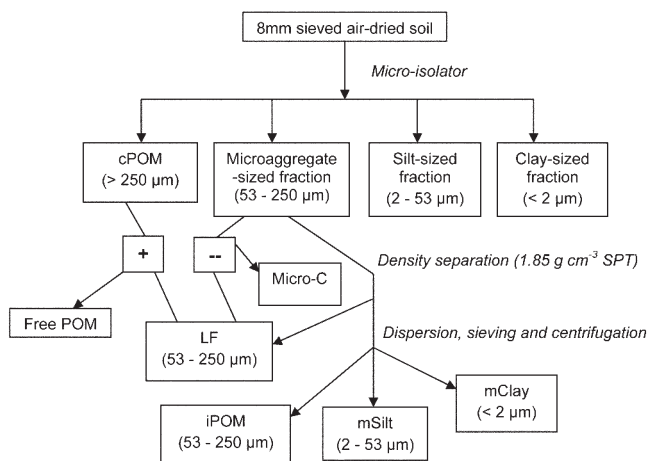 8mm sieved air-dried soil
Micro-isolator
cPOM
(> 250 µm)
Microaggregate
-sized fraction
(53 - 250 µm)
Silt-sized
fraction
(2 - 53 µm)
Clay-sized
fraction
(< 2 µm)
+
--
Micro-C
Density separation (1.85 g cm-3 SPT)
Free POM
LF
(53 - 250 µm)
Dispersion, sieving and centrifugation
iPOM
(53 - 250 µm)
mSilt
(2 - 53 µm)
mClay
(< 2 µm)